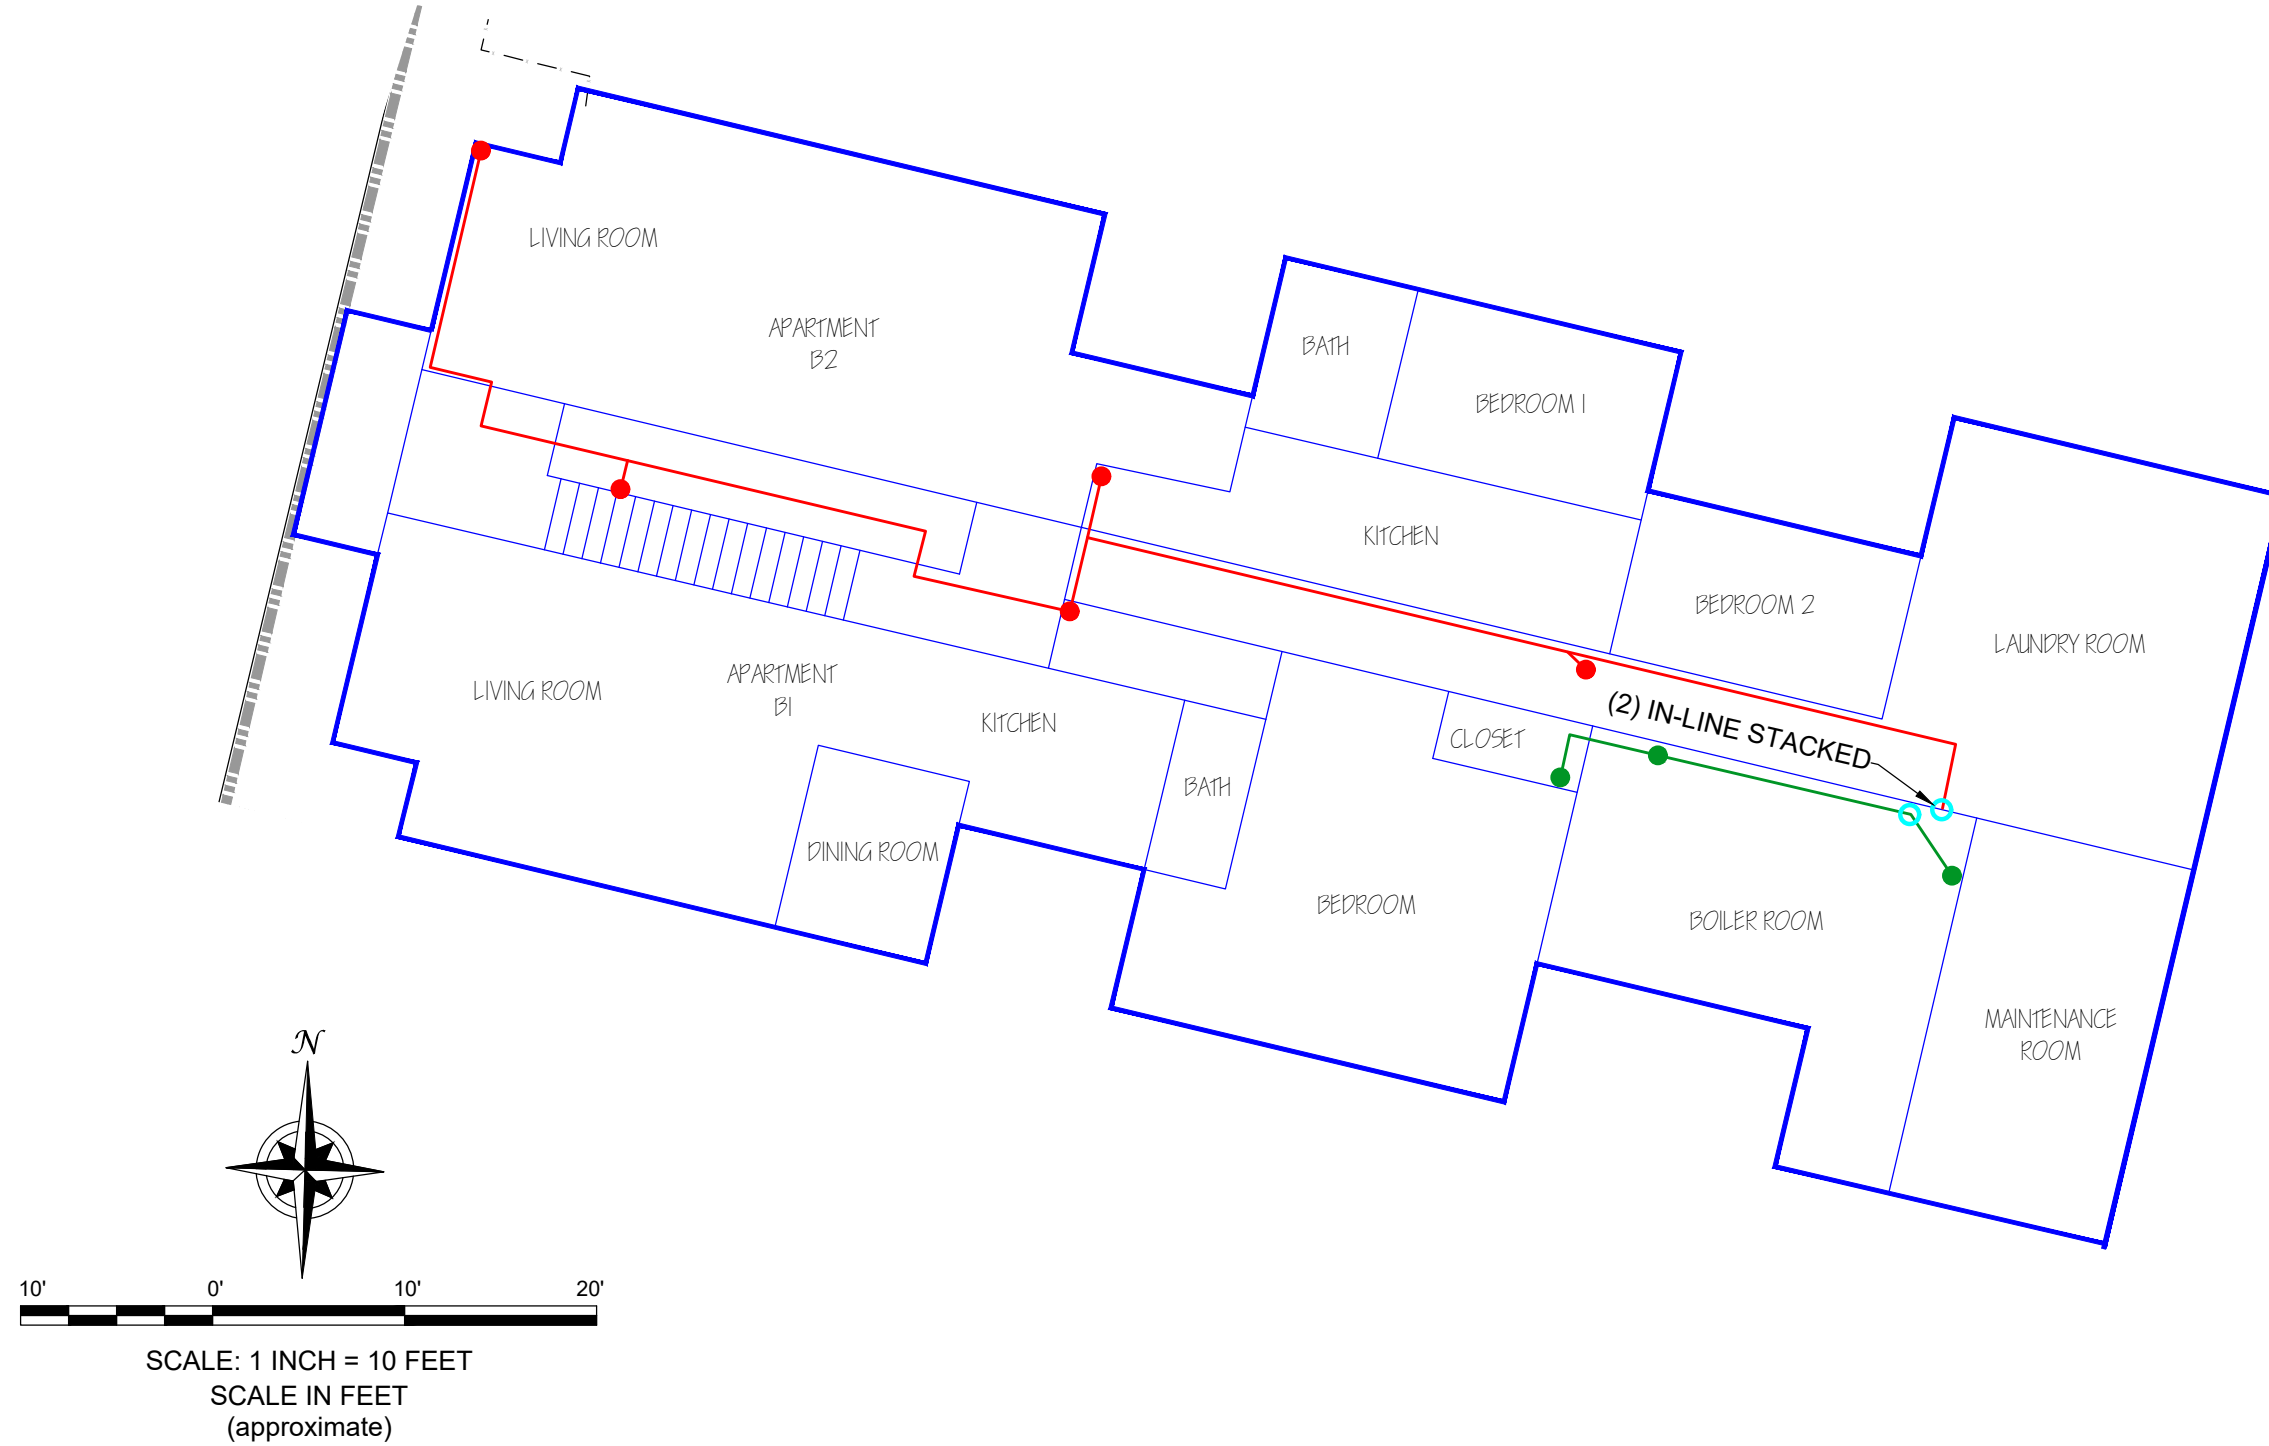 LIVING ROOM
APARTMENT
B2
BATH
BEDROOM 1
KITCHEN
BEDROOM 2
LAUNDRY ROOM
LIVING ROOM
APARTMENT
B1
KITCHEN
(2) IN-LINE STACKED
CLOSET
BATH
DINING ROOM
BEDROOM
BOILER ROOM
MAINTENANCE
ROOM
N
10' 0' 10' 20'
SCALE: 1 INCH = 10 FEET
SCALE IN FEET
(approximate)